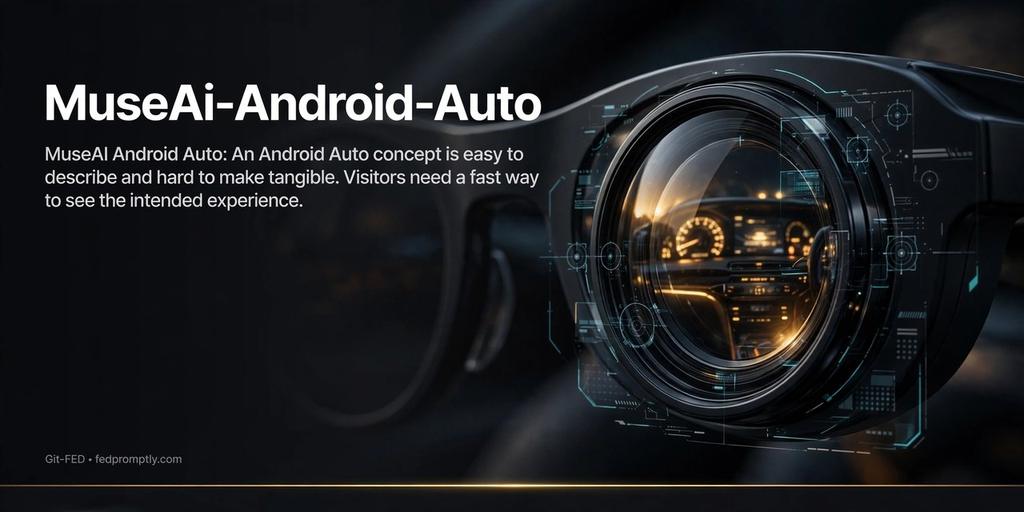 MuseAi-Android-Auto
MuseAI Android Auto: An Android Auto concept is easy to
describe and hard to make tangible. Visitors need a fast way
to see the intended experience.
Git-FED • fedpromptly.com